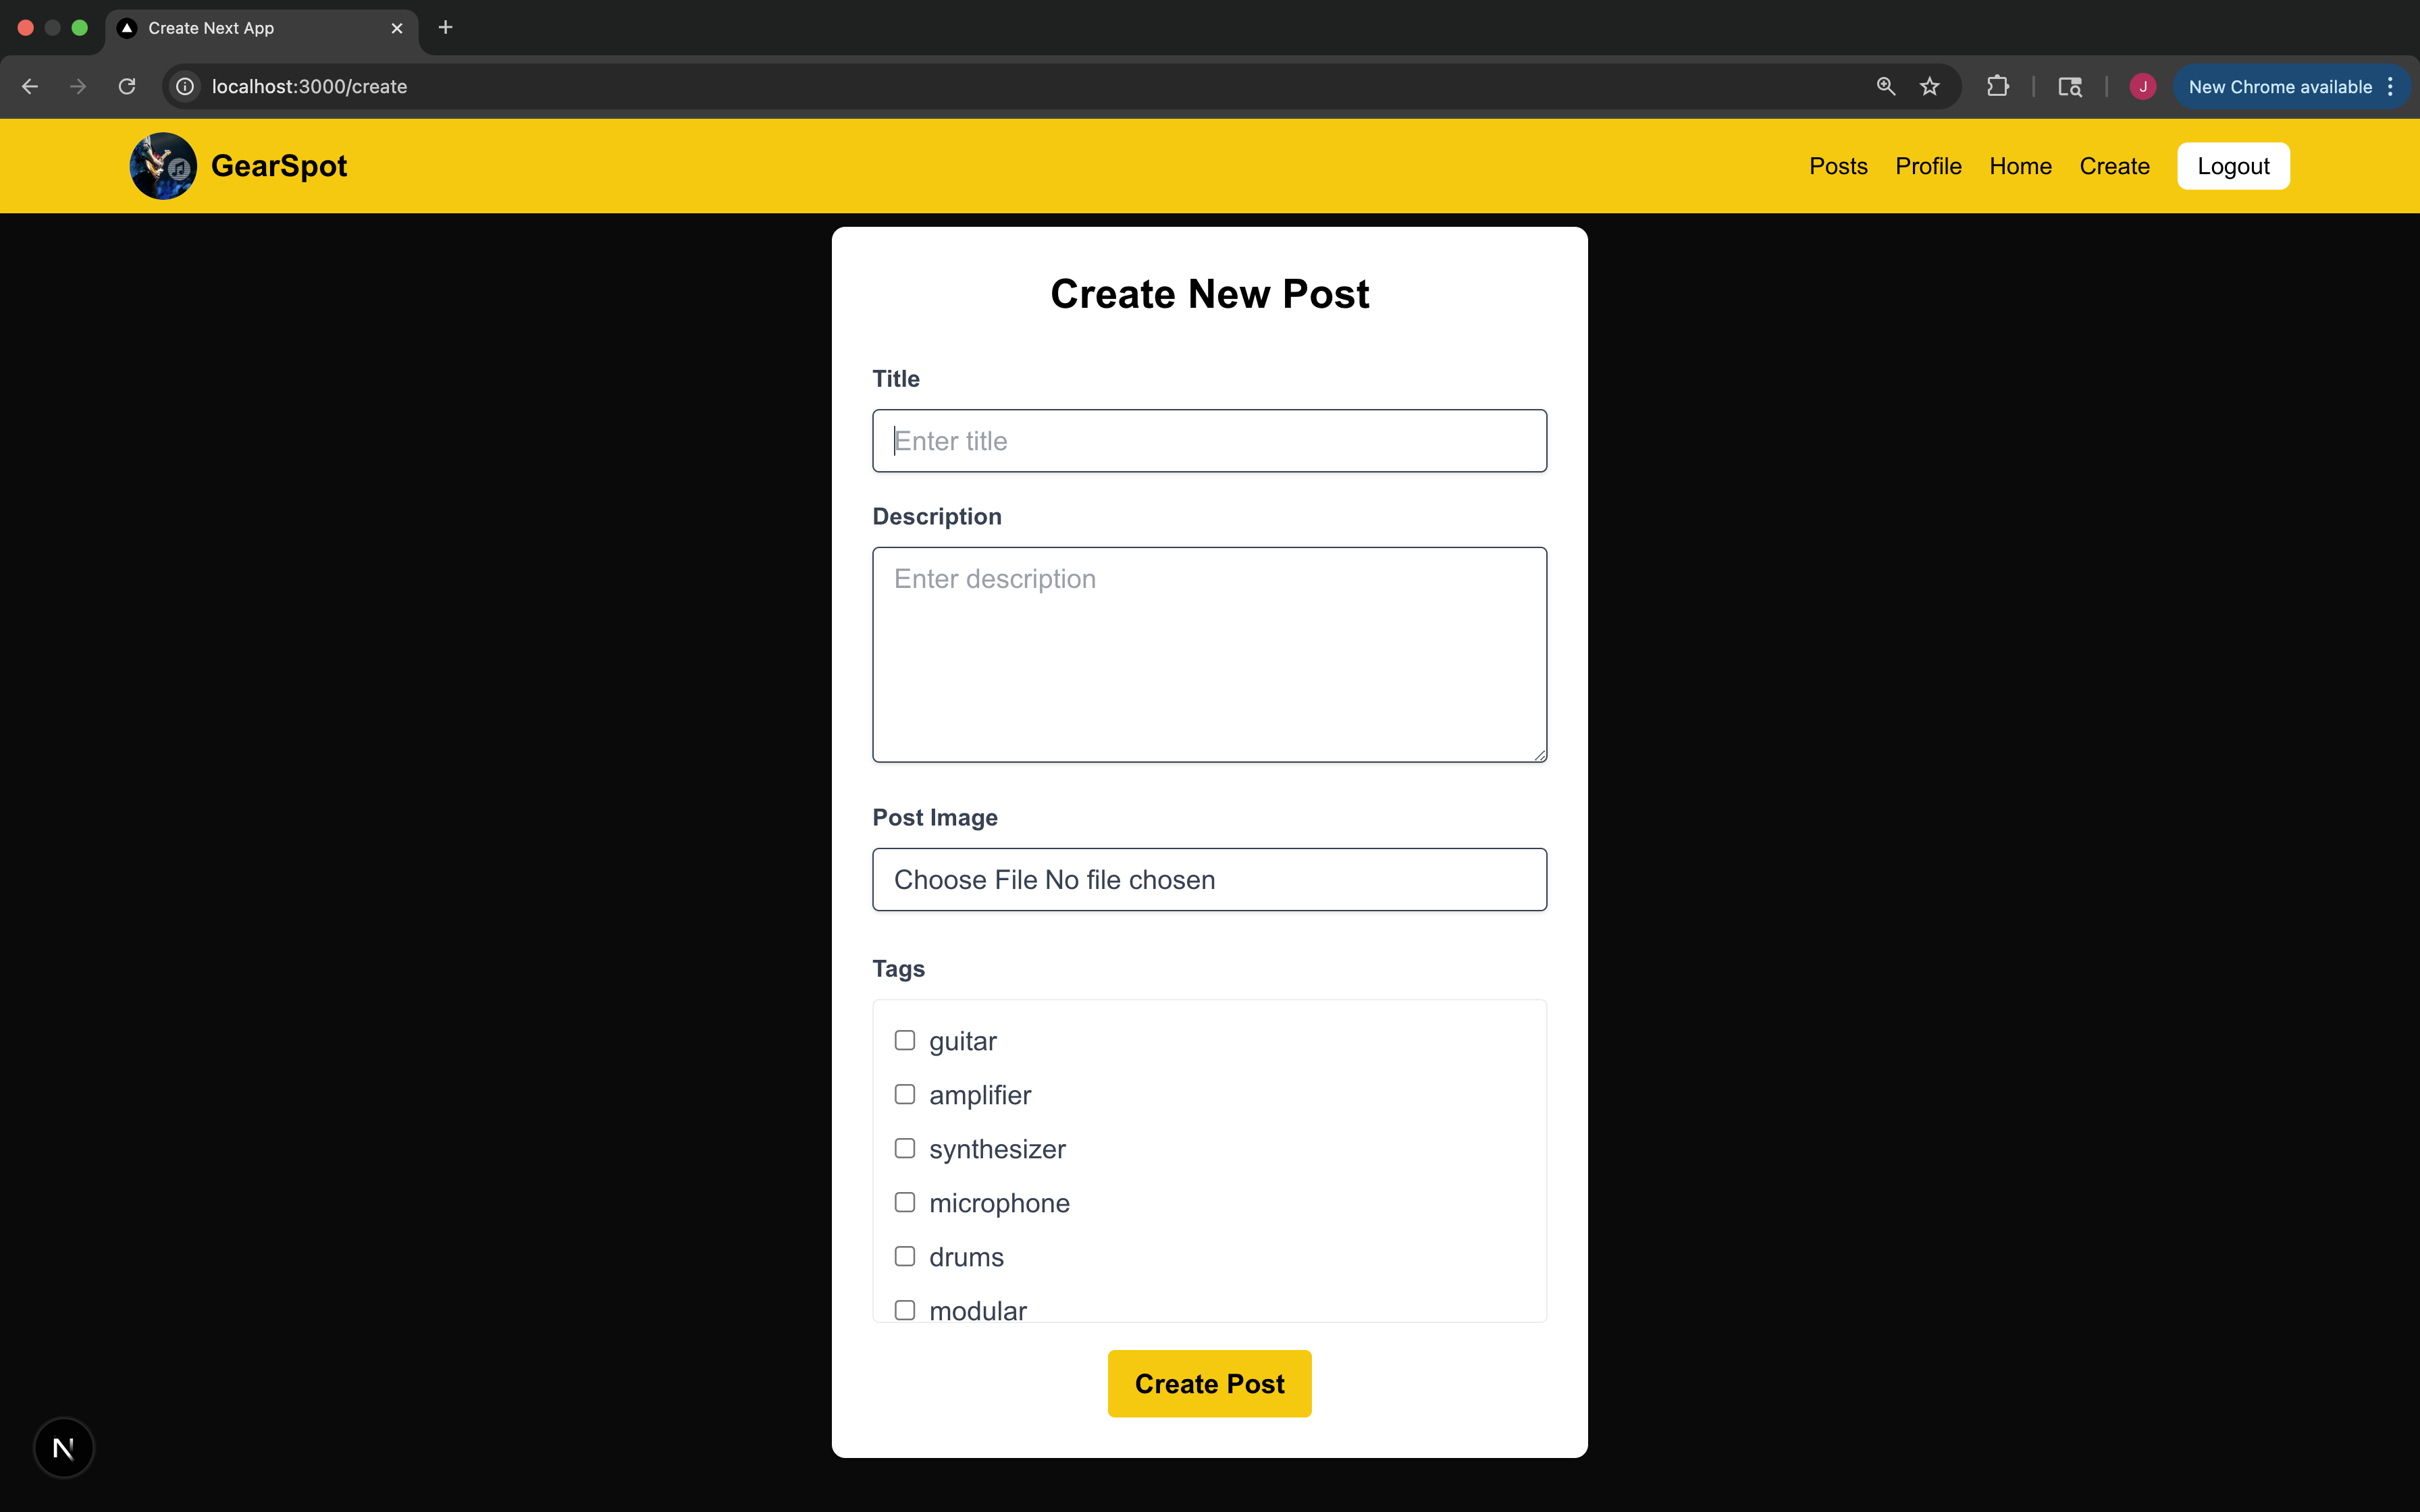 Create Next App
localhost:3000/create
J
New Chrome available
GearSpot
Posts Profile Home Create Logout
Create New Post
Title
Enter title
Description
Enter description
Post Image
Choose File No file chosen
Tags
guitar
amplifier
synthesizer
microphone
drums
modular
Create Post
N